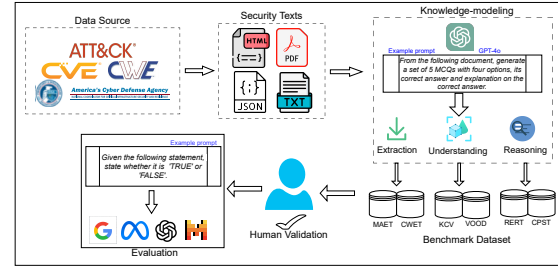 Data Source
ATT&CK
CVE CWE
America's Cyber Defense Agency
Security Texts
HTML
PDF
{;}
JSON
TXT
Knowledge-modeling
Example prompt
GPT-4o
From the following document, generate
a set of 5 MCQs with four options, its
correct answer and explanation on the
correct answer.
Extraction
Understanding
Reasoning
MAET
CWET
KCV
VOOD
RERT
CPST
Benchmark Dataset
Human Validation
Example prompt
Given the following statement,
state whether it is 'TRUE' or
'FALSE'.
Evaluation